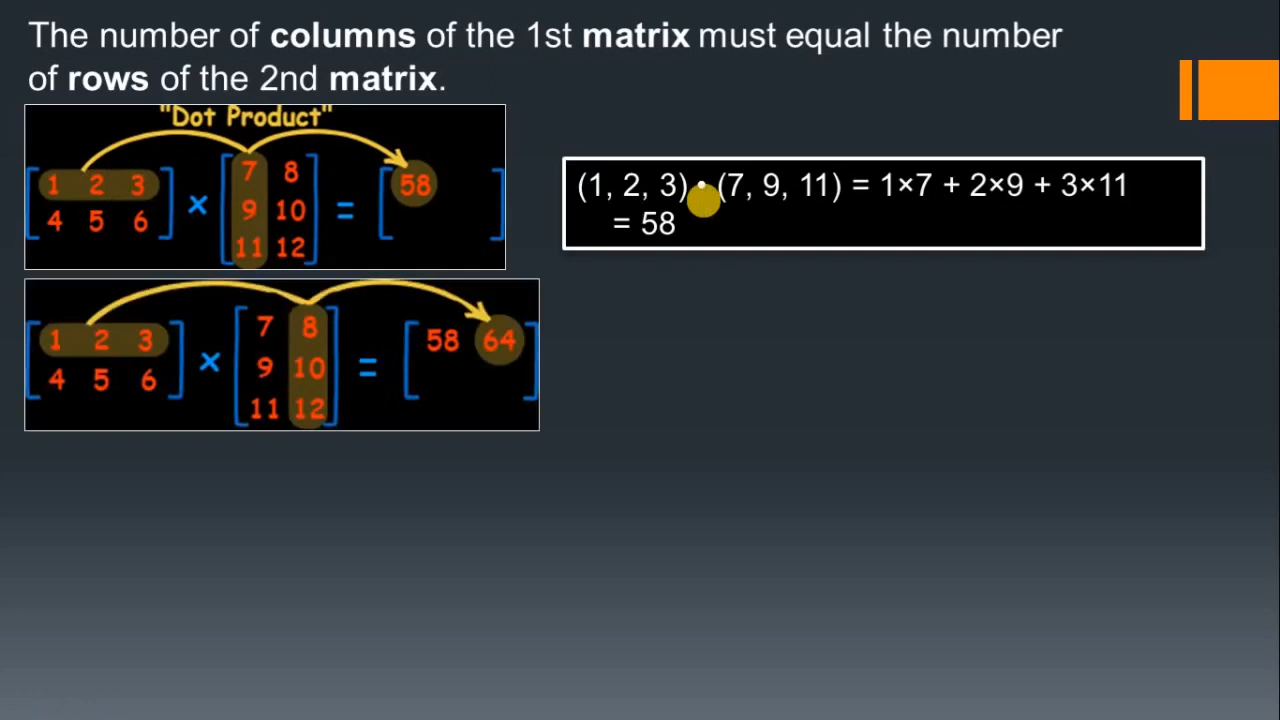 The number of columns of the 1st matrix must equal the number
of rows of the 2nd matrix.
"Dot Product"
[1 2 3
4 5 6] × [7 8
9 10
11 12] = [58 ]
(1, 2, 3) • (7, 9, 11) = 1×7 + 2×9 + 3×11
= 58
[1 2 3
4 5 6] × [7 8
9 10
11 12] = [58 64 ]